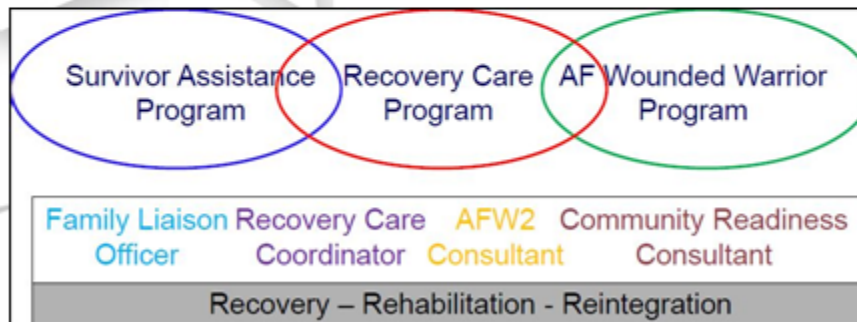 Survivor Assistance Program
Recovery Care Program
AF Wounded Warrior Program
Family Liaison Officer
Recovery Care Coordinator
AFW2 Consultant
Community Readiness Consultant
Recovery – Rehabilitation - Reintegration